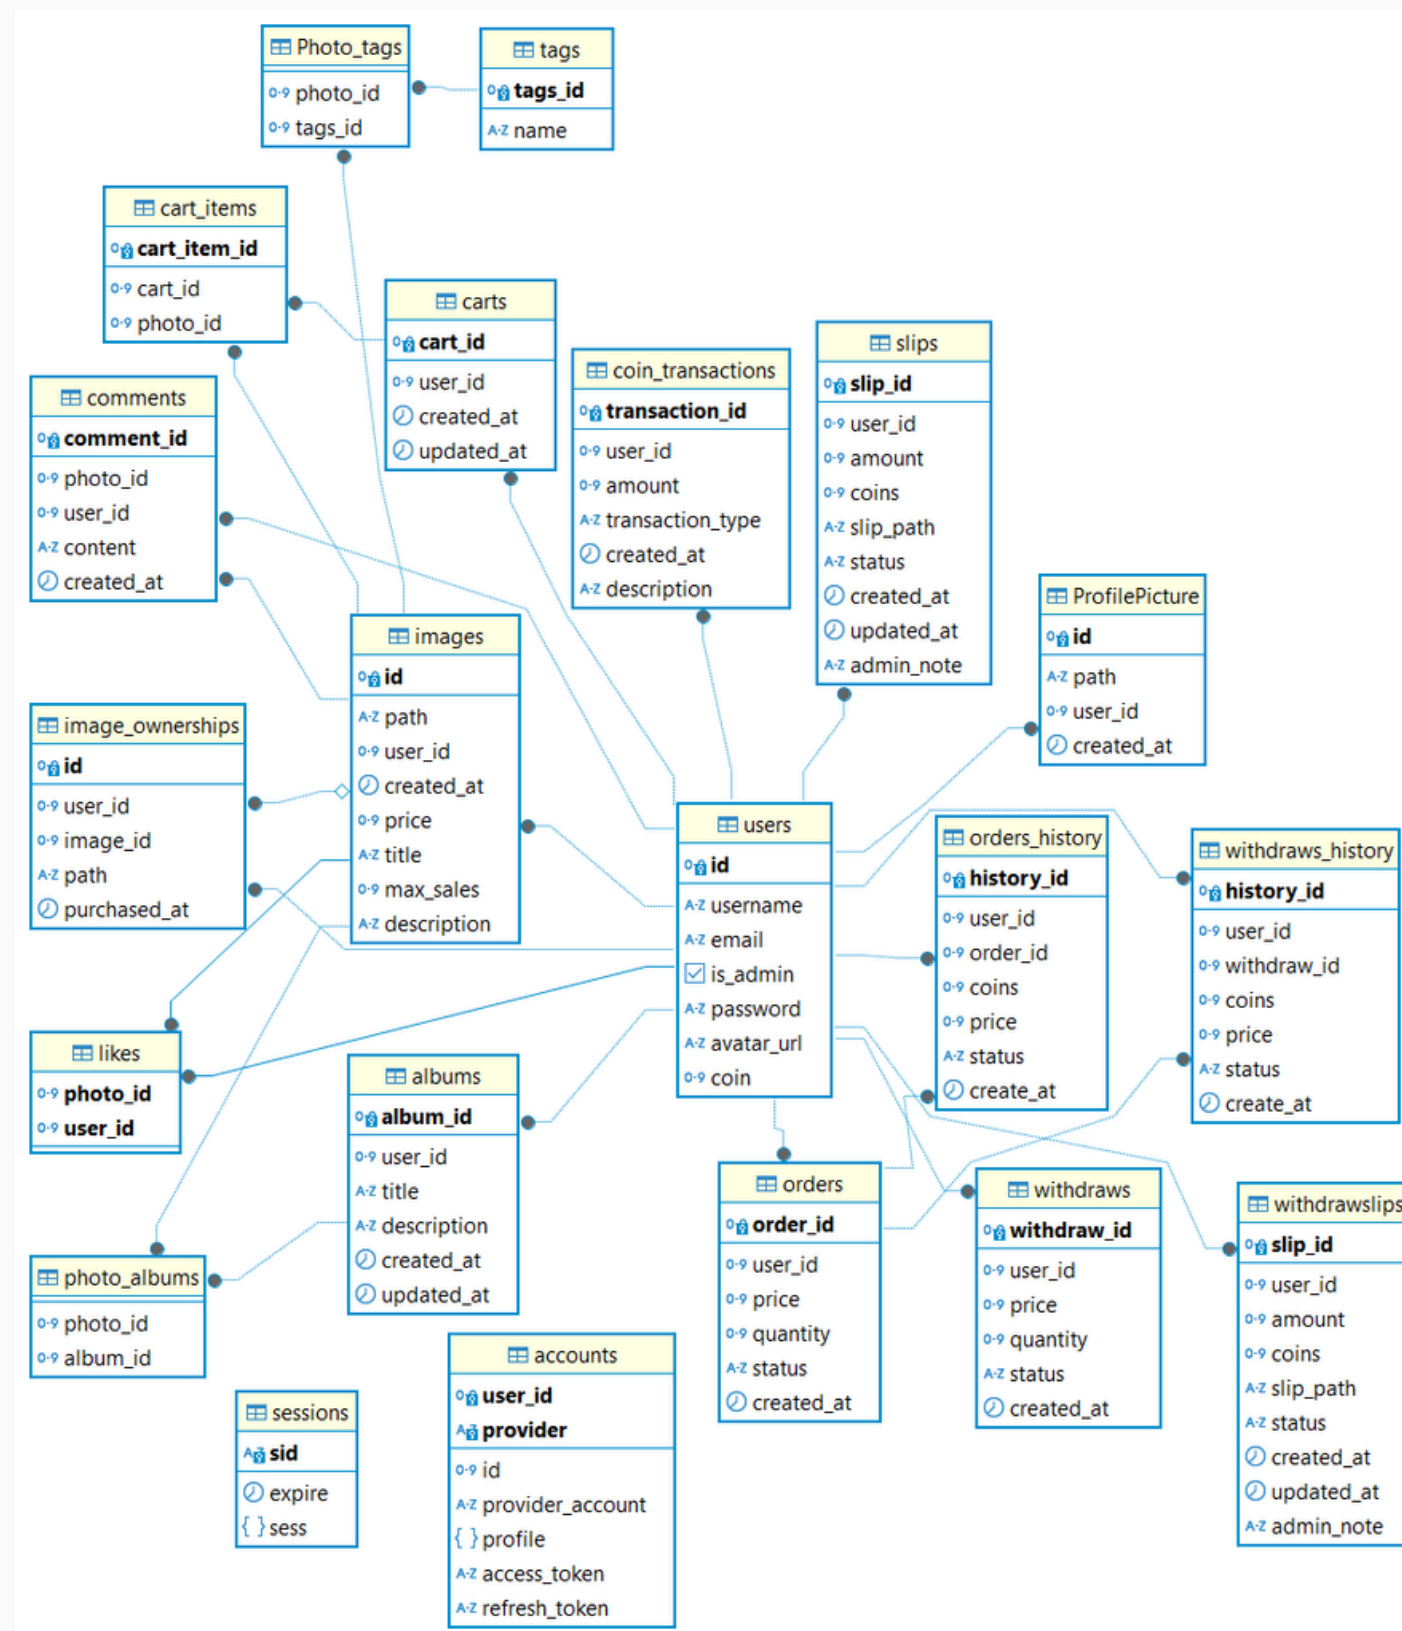 Photo_tags
photo_id
tags_id
tags
tags_id
name
cart_items
cart_item_id
cart_id
photo_id
carts
cart_id
user_id
created_at
updated_at
slips
slip_id
user_id
amount
coins
slip_path
status
created_at
updated_at
admin_note
coin_transactions
transaction_id
user_id
amount
transaction_type
created_at
description
comments
comment_id
photo_id
user_id
content
created_at
ProfilePicture
id
path
user_id
created_at
images
id
path
user_id
created_at
price
title
max_sales
description
image_ownerships
id
user_id
image_id
path
purchased_at
users
id
username
email
is_admin
password
avatar_url
coin
orders_history
history_id
user_id
order_id
coins
price
status
create_at
withdraws_history
history_id
user_id
withdraw_id
coins
price
status
create_at
likes
photo_id
user_id
albums
album_id
user_id
title
description
created_at
updated_at
orders
order_id
user_id
price
quantity
status
created_at
withdraws
withdraw_id
user_id
price
quantity
status
created_at
withdrawslips
slip_id
user_id
amount
coins
slip_path
status
created_at
updated_at
admin_note
photo_albums
photo_id
album_id
accounts
user_id
provider
id
provider_account
profile
access_token
refresh_token
sessions
sid
expire
sess